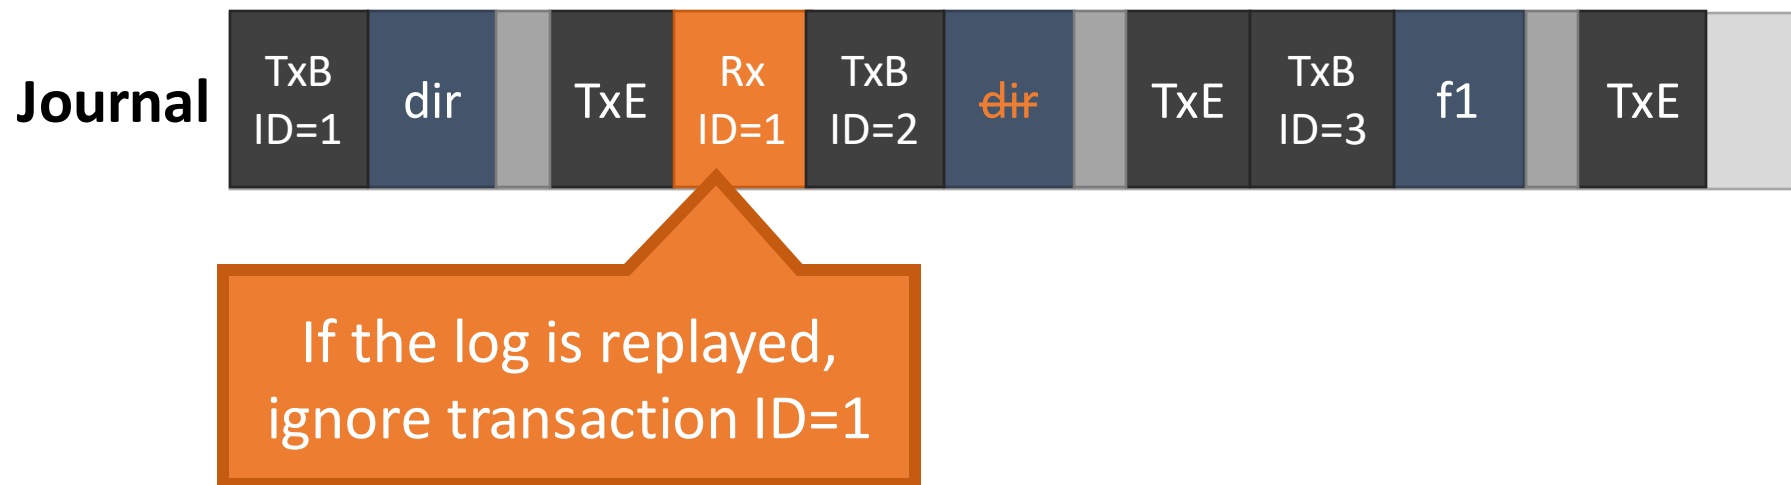 Journal
TxB
ID=1
dir
TxE
Rx
ID=1
TxB
ID=2
dir
TxE
TxB
ID=3
f1
TxE
If the log is replayed,
ignore transaction ID=1